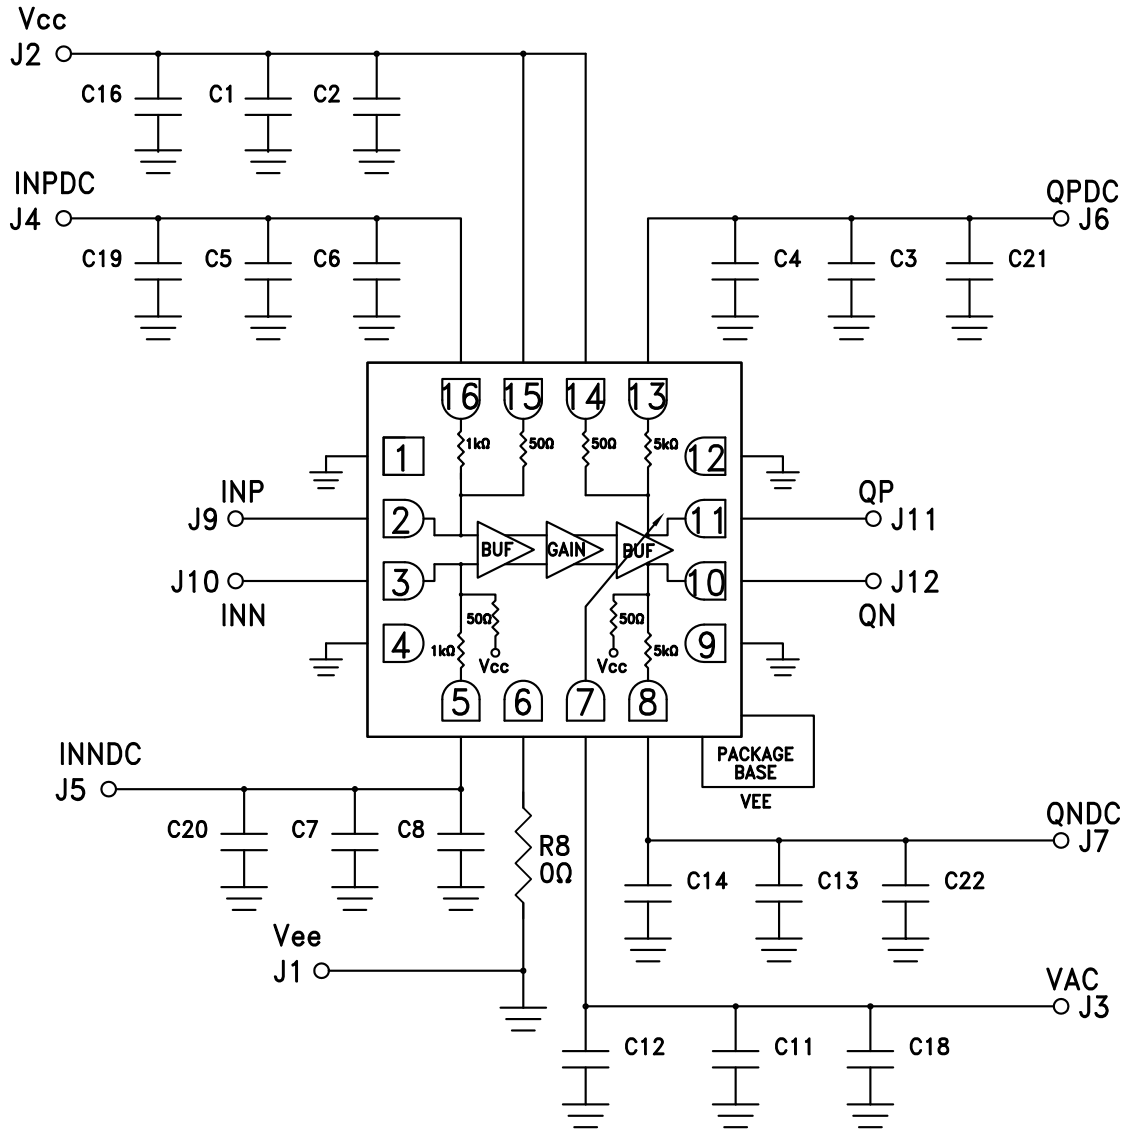 Vcc
J2
C16
C1
C2
INPDC
J4
C19
C5
C6
QPDC
J6
C4
C3
C21
16
15
14
13
1kΩ
50Ω
50Ω
5kΩ
1
12
INP
J9
2
11
QP
J11
BUF
GAIN
BUF
J10
INN
3
10
J12
QN
50Ω
50Ω
4
9
1kΩ
Vcc
Vcc
5kΩ
5
6
7
8
PACKAGE
BASE
VEE
INNDC
J5
C20
C7
C8
R8
0Ω
QNDC
J7
C14
C13
C22
Vee
J1
VAC
J3
C12
C11
C18